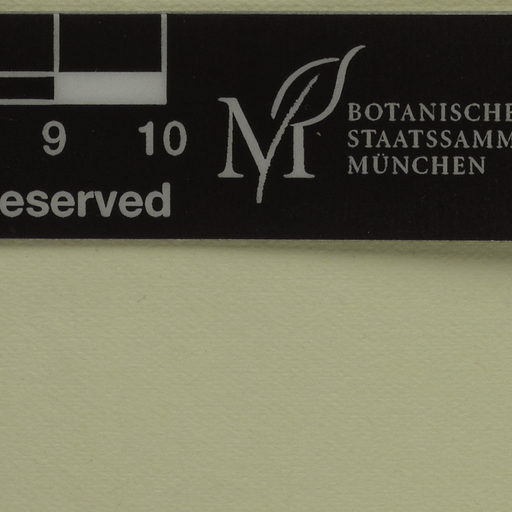 9 10
eserved
M
BOTANISCHE
STAATSSAMM
MÜNCHEN